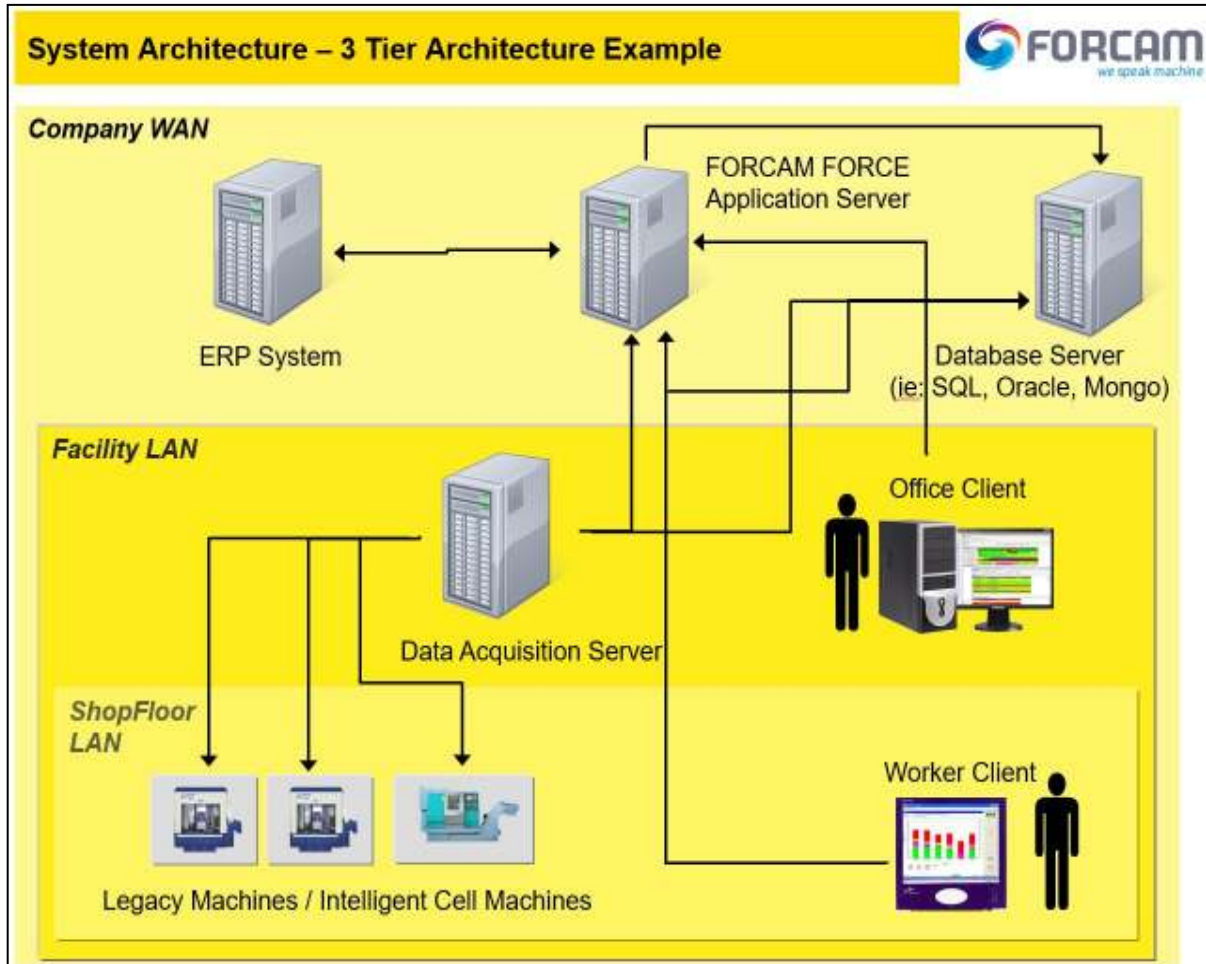 System Architecture – 3 Tier Architecture Example
FORCAM
we speak machine
Company WAN
FORCAM FORCE
Application Server
ERP System
Database Server
(ie: SQL, Oracle, Mongo)
Facility LAN
Office Client
Data Acquisition Server
ShopFloor
LAN
Worker Client
Legacy Machines / Intelligent Cell Machines